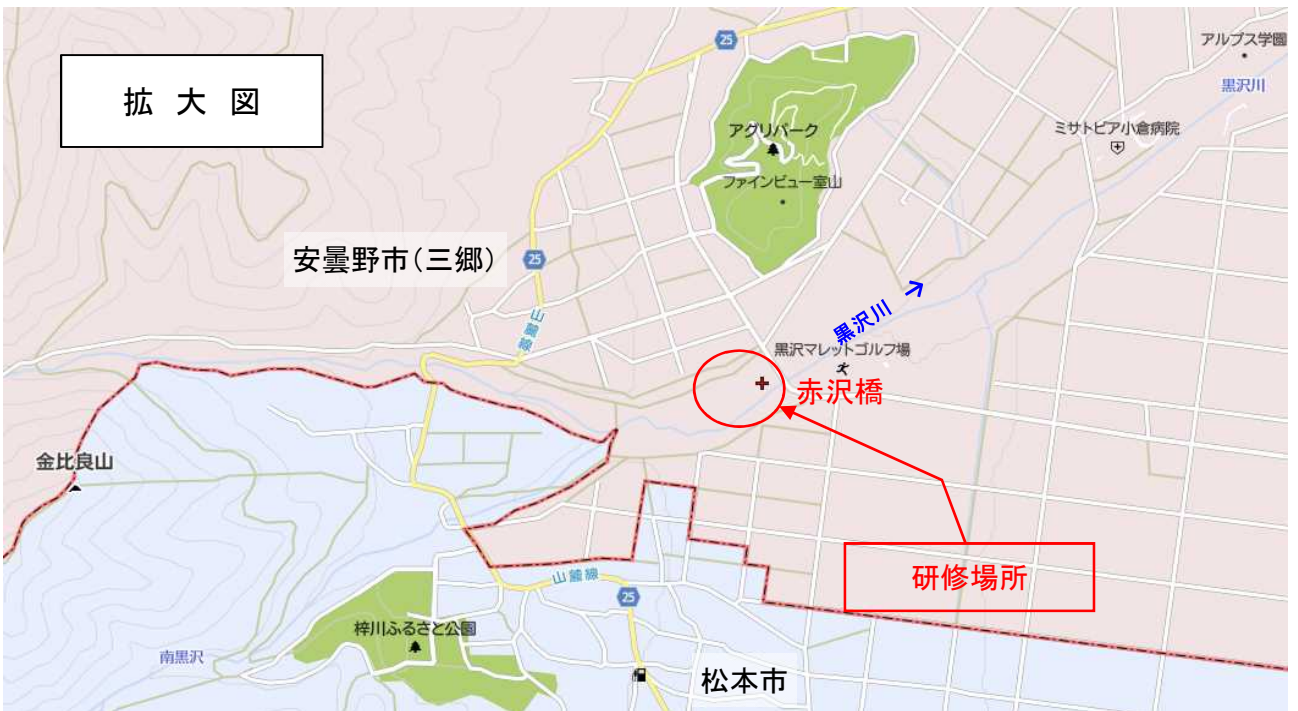 拡大図
25
アルプス学園
黒沢川
アグリパーク
ミサトピア小倉病院
ファインビュー室山
安曇野市(三郷)
25
山麓線
黒沢川
黒沢マレットゴルフ場
赤沢橋
金比良山
研修場所
山麓線
25
梓川ふるさと公園
南黒沢
松本市